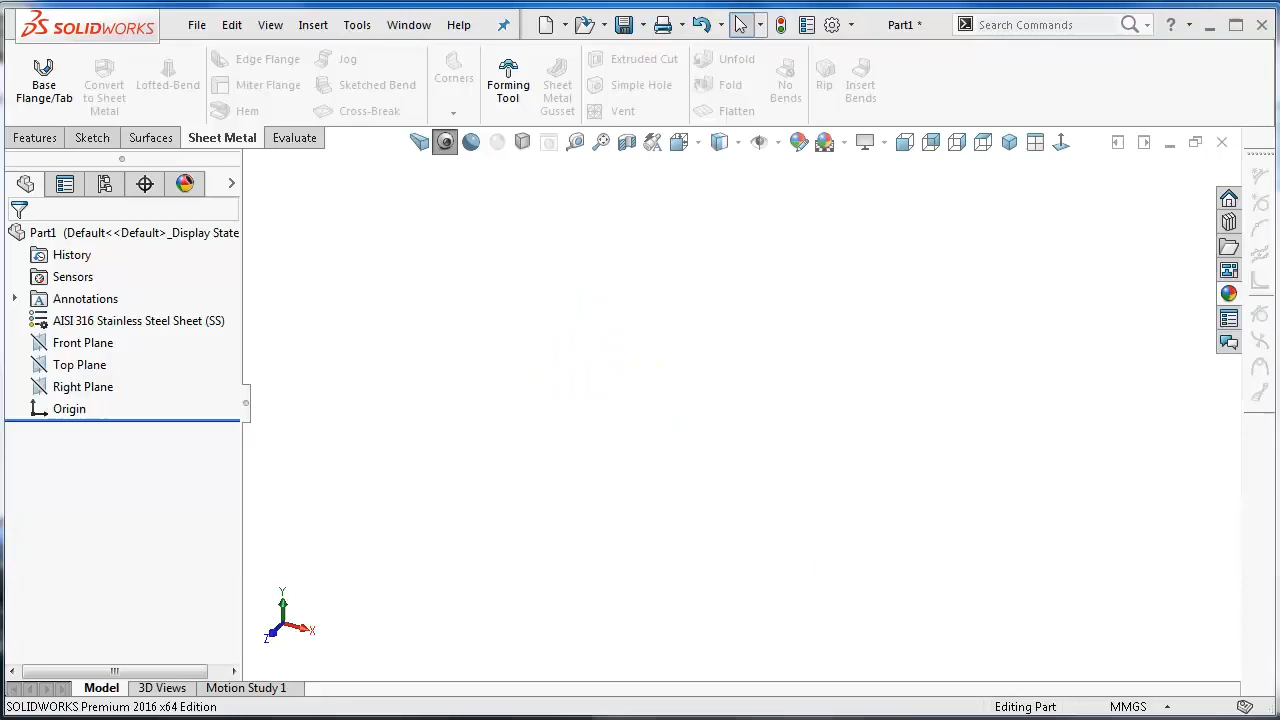 SOLIDWORKS File Edit View Insert Tools Window Help Part1 * Search Commands ?
Base Flange/Tab
Convert to Sheet Metal
Lofted-Bend
Edge Flange
Miter Flange
Hem
Jog
Sketched Bend
Cross-Break
Corners
Forming Tool
Sheet Metal Gusset
Extruded Cut
Simple Hole
Vent
Unfold
Fold
Flatten
No Bends
Rip
Insert Bends
Features Sketch Surfaces Sheet Metal Evaluate
Part1 (Default<<Default>_Display State
History
Sensors
A Annotations
AISI 316 Stainless Steel Sheet (SS)
Front Plane
Top Plane
Right Plane
Origin
Y
Z X
Model 3D Views Motion Study 1
SOLIDWORKS Premium 2016 x64 Edition Editing Part MMGS